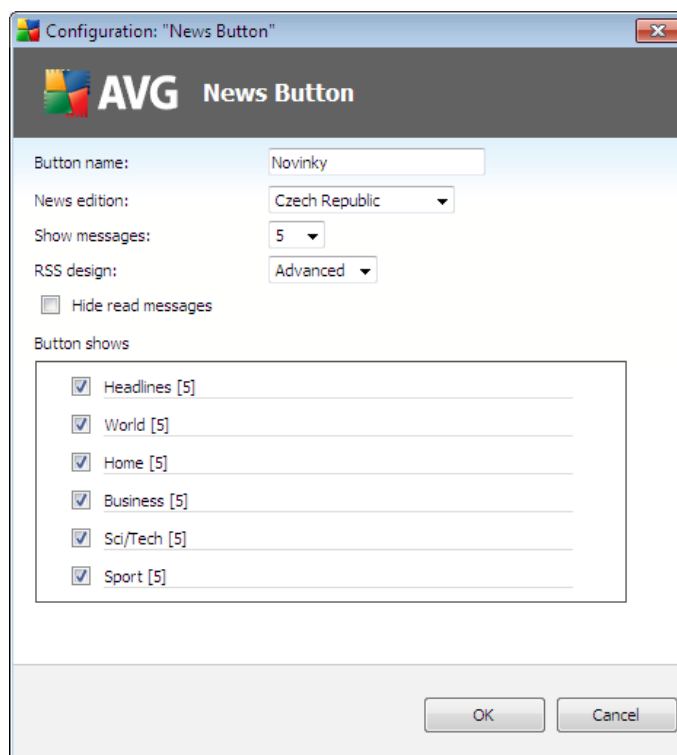 Configuration: "News Button"
AVG News Button
Button name: Novinky
News edition: Czech Republic
Show messages: 5
RSS design: Advanced
Hide read messages
Button shows
Headlines [5]
World [5]
Home [5]
Business [5]
Sci/Tech [5]
Sport [5]
OK Cancel